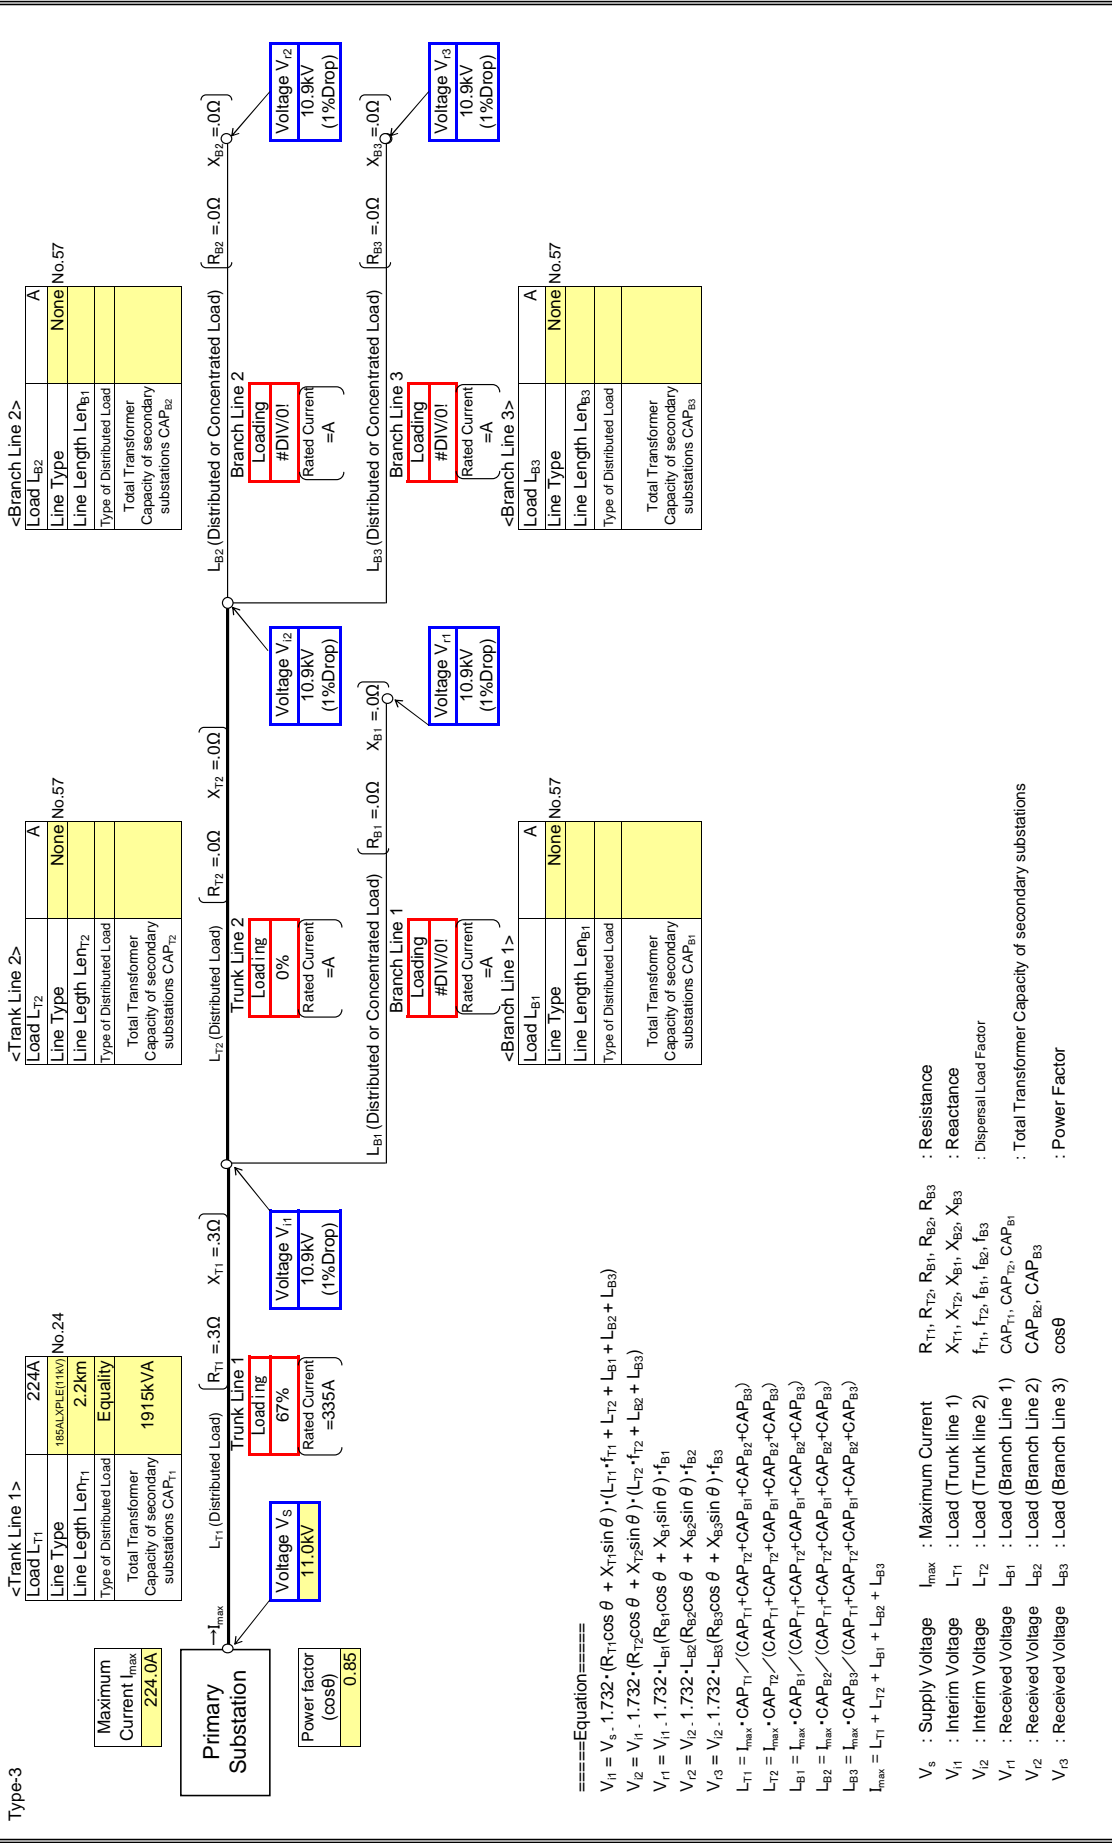 Type-3
Maximum
Current Imax
224.0A
Primary
Substation
Power factor
(cosθ)
0.85
→Imax
Voltage VS
11.0kV
<Trank Line 1>
Load LT1 224A
Line Type 185ALXPLE(11kV) No.24
Line Legth LenT1 2.2km
Type of Distributed Load Equality
Total Transformer
Capacity of secondary
substations CAPT1
1915kVA
LT1 (Distributed Load) RT1 =.3Ω XT1 =.3Ω
Trunk Line 1
Loading
67%
Rated Current
=335A
Voltage Vi1
10.9kV
(1%Drop)
<Trank Line 2>
Load LT2 A
Line Type None No.57
Line Length LenT2
Type of Distributed Load
Total Transformer
Capacity of secondary
substations CAPT2
LT2 (Distributed Load) RT2 =.0Ω XT2 =.0Ω
Trunk Line 2
Loading
0%
Rated Current
=A
Voltage Vi2
10.9kV
(1%Drop)
LB1 (Distributed or Concentrated Load) RB1 =.0Ω XB1 =.0Ω
Branch Line 1
Loading
#DIV/0!
Rated Current
=A
Voltage Vr1
10.9kV
(1%Drop)
<Branch Line 1>
Load LB1 A
Line Type None No.57
Line Length LenB1
Type of Distributed Load
Total Transformer
Capacity of secondary
substations CAPB1
<Branch Line 2>
Load LB2 A
Line Type None No.57
Line Length LenB1
Type of Distributed Load
Total Transformer
Capacity of secondary
substations CAPB2
LB2 (Distributed or Concentrated Load) RB2 =.0Ω XB2 =.0Ω
Branch Line 2
Loading
#DIV/0!
Rated Current
=A
Voltage Vr2
10.9kV
(1%Drop)
LB3 (Distributed or Concentrated Load) RB3 =.0Ω XB3 =.0Ω
Branch Line 3
Loading
#DIV/0!
Rated Current
=A
Voltage Vr3
10.9kV
(1%Drop)
<Branch Line 3>
Load LB3 A
Line Type None No.57
Line Length LenB3
Type of Distributed Load
Total Transformer
Capacity of secondary
substations CAPB3
=====Equation=====
Vi1 = Vs - 1.732・(RT1cos θ + XT1sin θ)・(LT1・fT1 + LT2 + LB1 + LB2 + LB3)
Vi2 = Vi1 - 1.732・(RT2cos θ + XT2sin θ)・(LT2・fT2 + LB2 + LB3)
Vr1 = Vi1 - 1.732・LB1(RB1cos θ + XB1sin θ)・fB1
Vr2 = Vi2 - 1.732・LB2(RB2cos θ + XB2sin θ)・fB2
Vr3 = Vi2 - 1.732・LB3(RB3cos θ + XB3sin θ)・fB3
LT1 = Imax・CAPT1／(CAPT1+CAPT2+CAPB1+CAPB2+CAPB3)
LT2 = Imax・CAPT2／(CAPT1+CAPT2+CAPB1+CAPB2+CAPB3)
LB1 = Imax・CAPB1／(CAPT1+CAPT2+CAPB1+CAPB2+CAPB3)
LB2 = Imax・CAPB2／(CAPT1+CAPT2+CAPB1+CAPB2+CAPB3)
LB3 = Imax・CAPB3／(CAPT1+CAPT2+CAPB1+CAPB2+CAPB3)
Imax = LT1 + LT2 + LB1 + LB2 + LB3
Vs : Supply Voltage Imax : Maximum Current RT1, RT2, RB1, RB2, RB3 : Resistance
Vi1 : Interim Voltage LT1 : Load (Trunk line 1) XT1, XT2, XB1, XB2, XB3 : Reactance
Vi2 : Interim Voltage LT2 : Load (Trunk line 2) fT1, fT2, fB1, fB2, fB3 : Dispersal Load Factor
Vr1 : Received Voltage LB1 : Load (Branch Line 1) CAPT1, CAPT2, CAPB1 : Total Transformer Capacity of secondary substations
Vr2 : Received Voltage LB2 : Load (Branch Line 2) CAPB2, CAPB3
Vr3 : Received Voltage LB3 : Load (Branch Line 3) cosθ : Power Factor